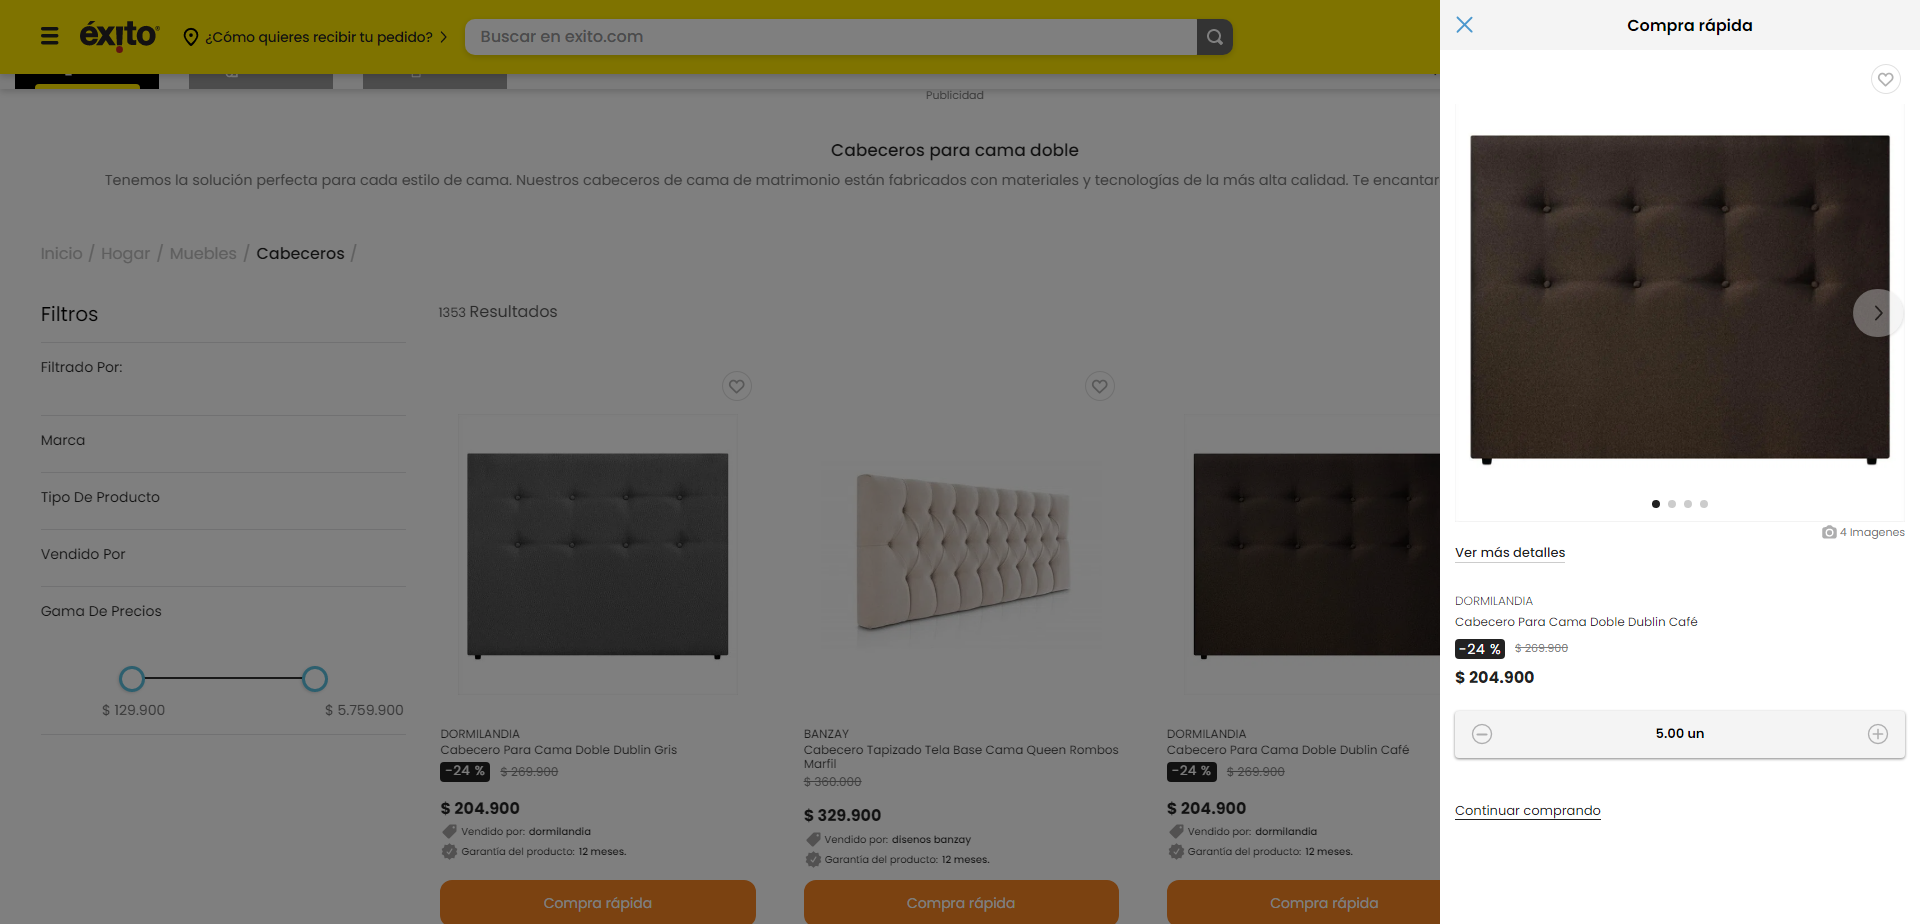 éxito
¿Cómo quieres recibir tu pedido?
Buscar en exito.com
Publicidad
Cabeceros para cama doble
Tenemos la solución perfecta para cada estilo de cama. Nuestros cabeceros de cama de matrimonio están fabricados con materiales y tecnologías de la más alta calidad. Te encantar
Inicio / Hogar / Muebles / Cabeceros /
Filtros
Filtrado Por:
Marca
Tipo De Producto
Vendido Por
Gama De Precios
$ 129.900
$ 5.759.900
1353 Resultados
DORMILANDIA
Cabecero Para Cama Doble Dublin Gris
-24 % $ 269.900
$ 204.900
Vendido por: dormilandia
Garantía del producto: 12 meses.
Compra rápida
BANZAY
Cabecero Tapizado Tela Base Cama Queen Rombos
Marfil
$ 360.000
$ 329.900
Vendido por: disenos banzay
Garantía del producto: 12 meses.
Compra rápida
DORMILANDIA
Cabecero Para Cama Doble Dublin Café
-24 % $ 269.900
$ 204.900
Vendido por: dormilandia
Garantía del producto: 12 meses.
Compra rápida
Compra rápida
4 Imagenes
Ver más detalles
DORMILANDIA
Cabecero Para Cama Doble Dublin Café
-24 % $ 269.900
$ 204.900
5.00 un
Continuar comprando